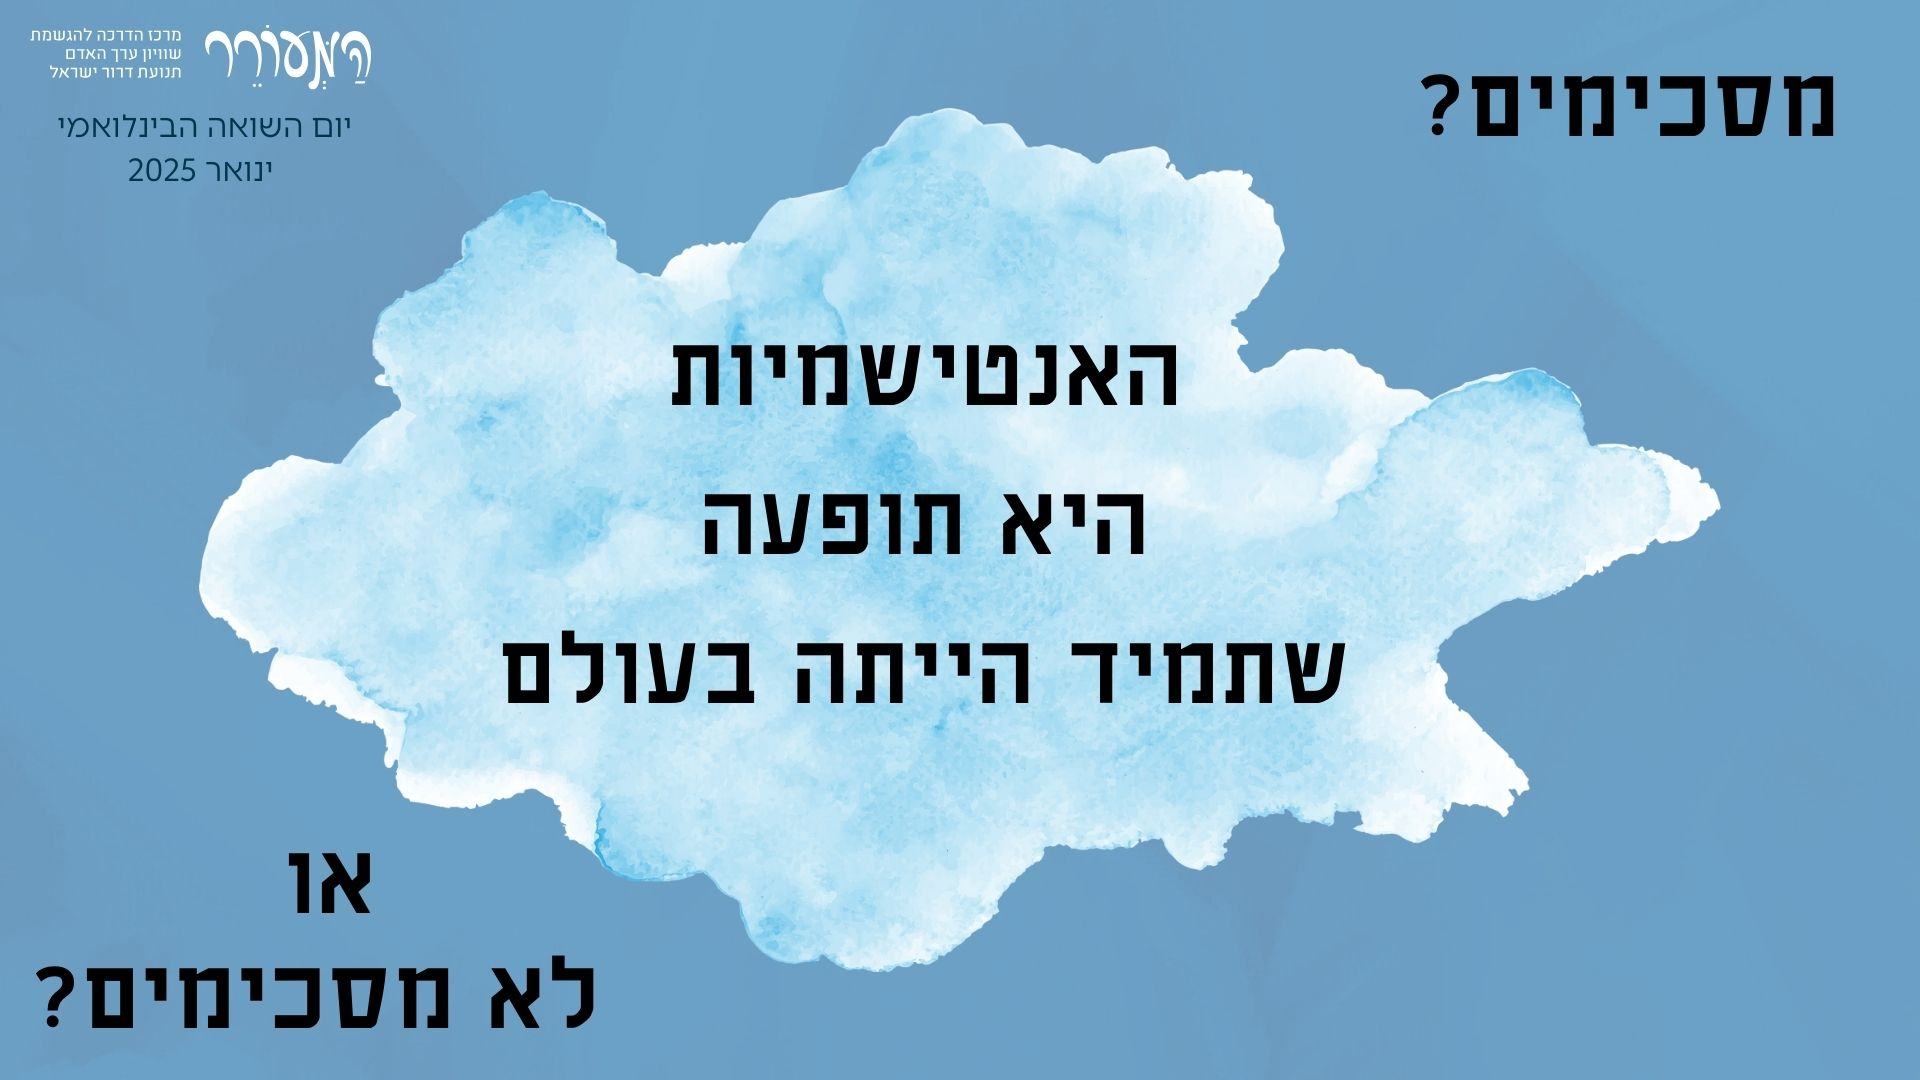 הַמְּעוֹרֵר
מרכז הדרכה להגשמת
שוויון ערך האדם
תנועת דרור ישראל
יום השואה הבינלואמי
ינואר 2025
מסכימים?
האנטישמיות
היא תופעה
שתמיד הייתה בעולם
או
לא מסכימים?